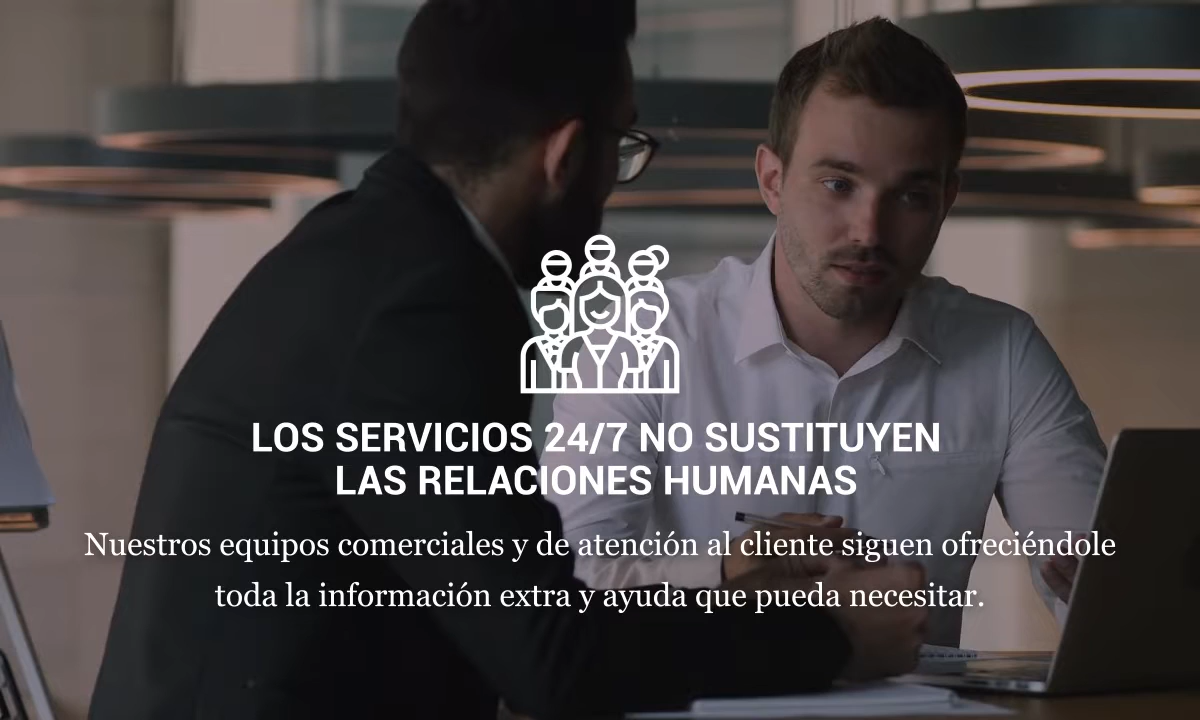 LOS SERVICIOS 24/7 NO SUSTITUYEN
LAS RELACIONES HUMANAS
Nuestros equipos comerciales y de atención al cliente siguen ofreciéndole
toda la información extra y ayuda que pueda necesitar.